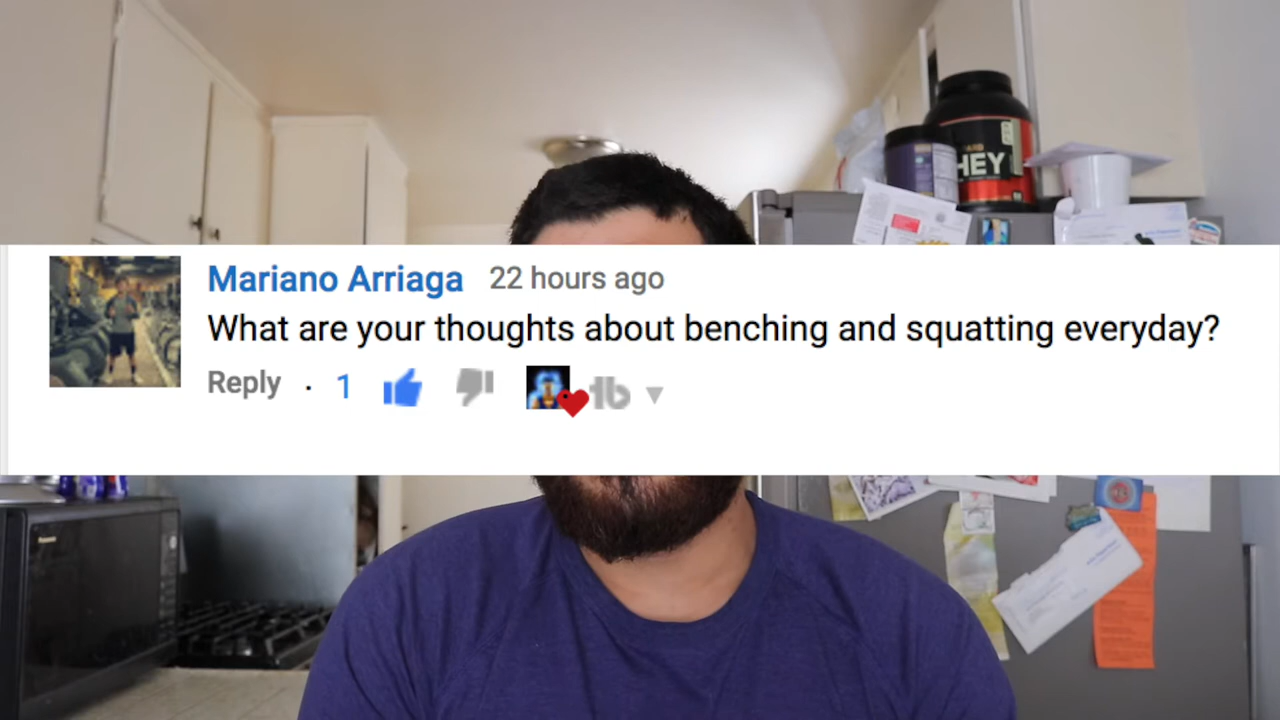 HEY
Mariano Arriaga 22 hours ago
What are your thoughts about benching and squatting everyday?
Reply · 1